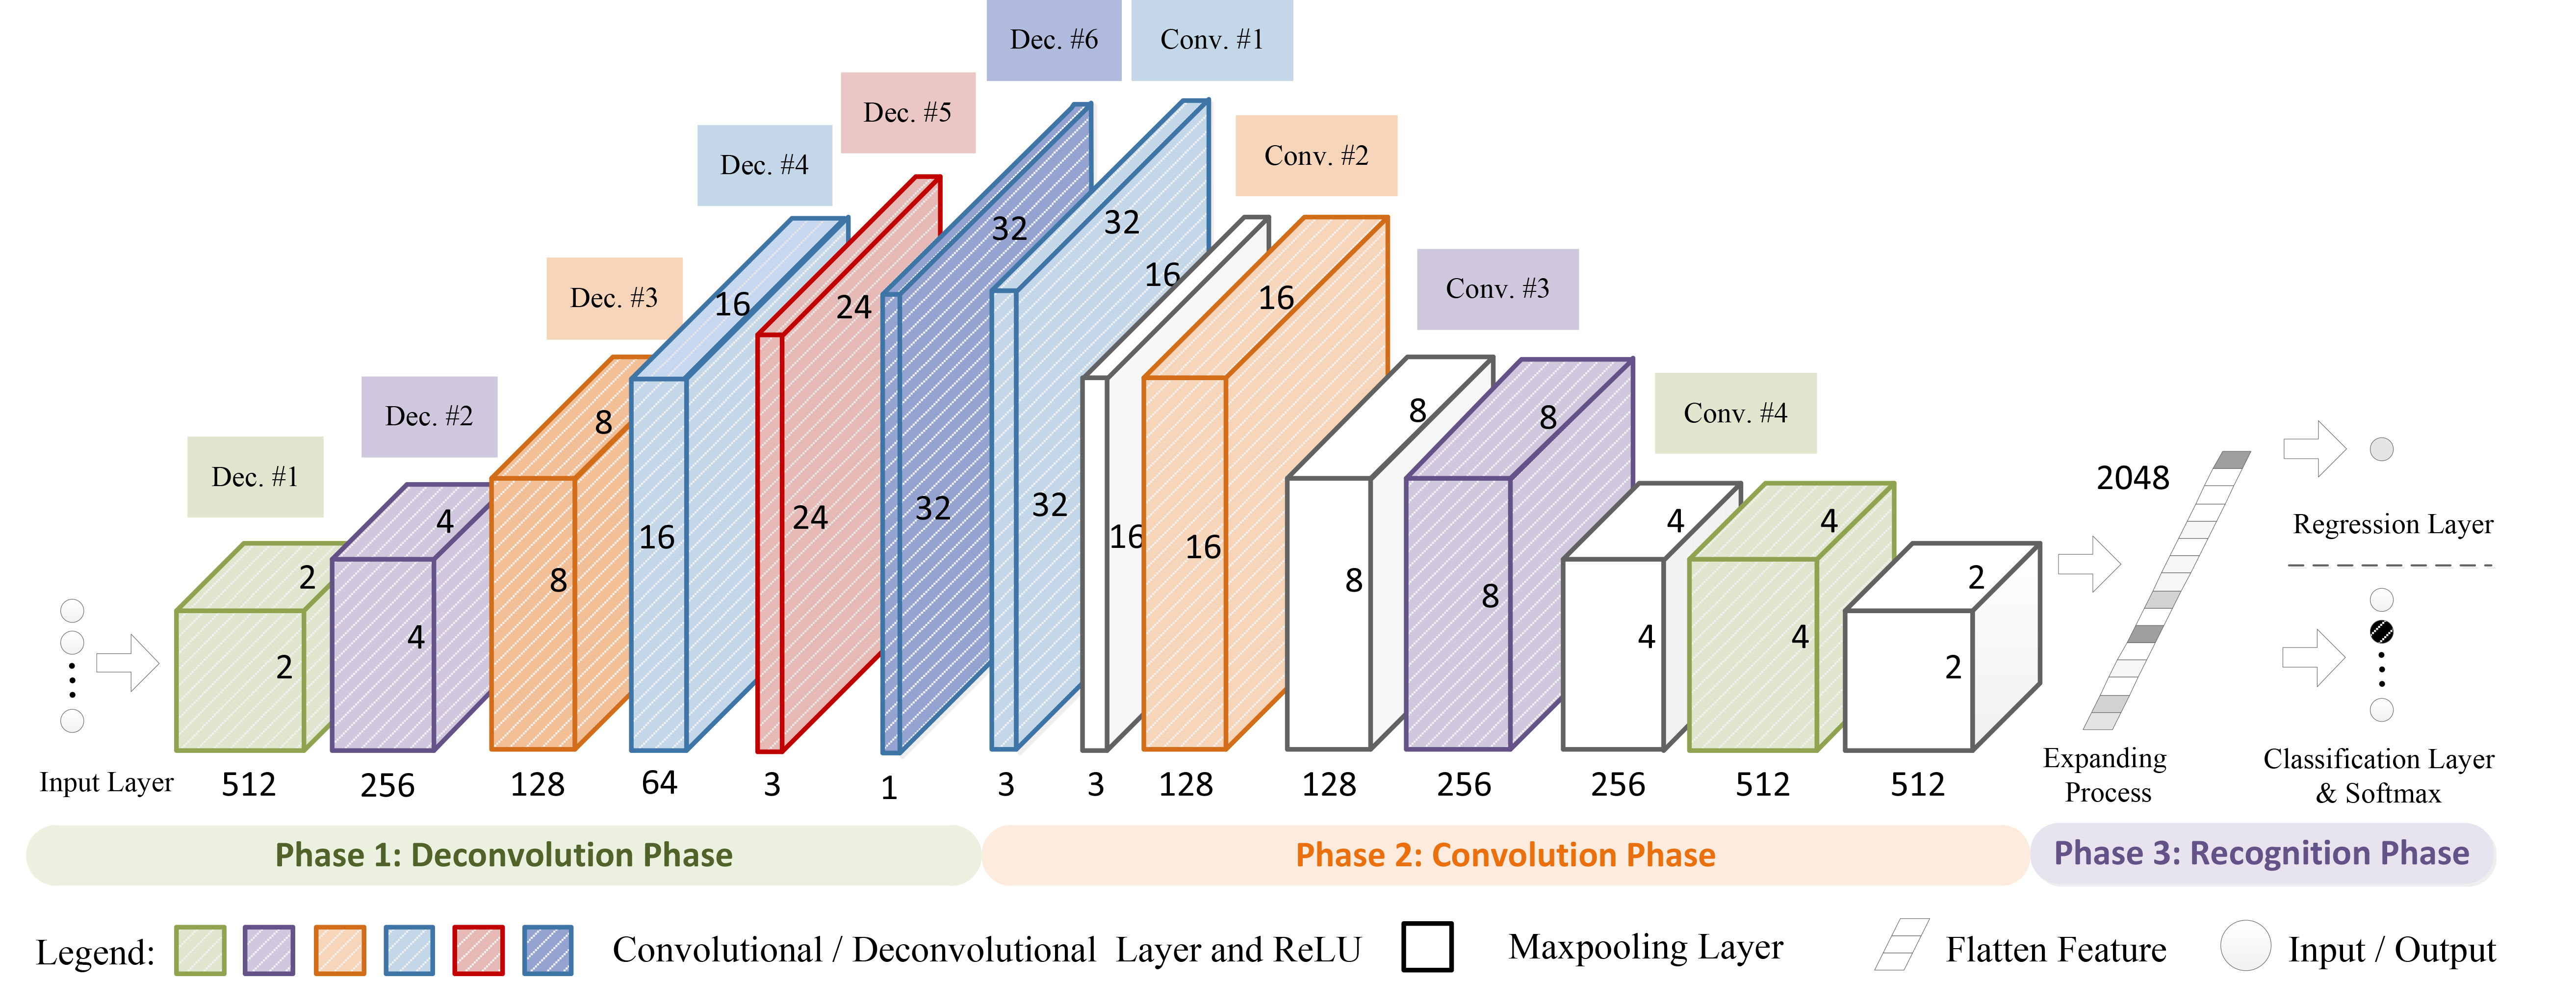 Dec. #6
Conv. #1
Dec. #5
Conv. #2
Dec. #4
Dec. #3
Conv. #3
Dec. #2
Conv. #4
Dec. #1
2
2
4
4
8
8
16
16
24
24
32
32
32
32
16
16
16
16
8
8
8
8
4
4
4
4
2
2
2048
Regression Layer
Input Layer
512
256
128
64
3
1
3
3
128
128
256
256
512
512
Expanding
Process
Classification Layer
& Softmax
Phase 1: Deconvolution Phase
Phase 2: Convolution Phase
Phase 3: Recognition Phase
Legend:
Convolutional / Deconvolutional Layer and ReLU
Maxpooling Layer
Flatten Feature
Input / Output